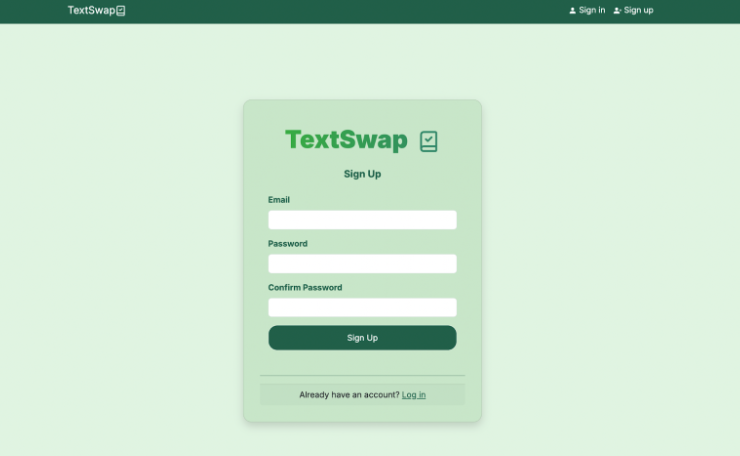 TextSwap
Sign in Sign up
TextSwap
Sign Up
Email
Password
Confirm Password
Sign Up
Already have an account? Log in